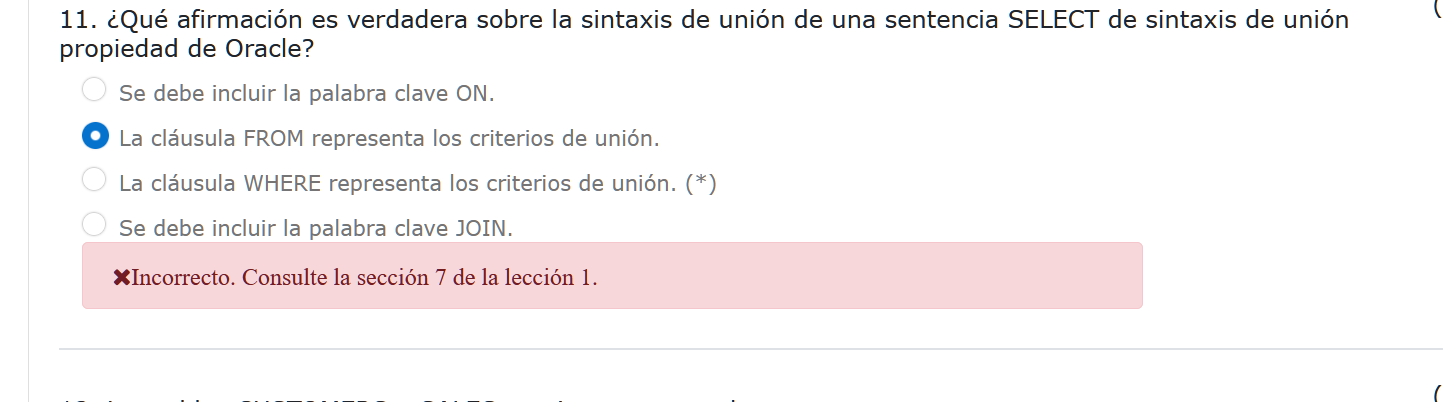 11. ¿Qué afirmación es verdadera sobre la sintaxis de unión de una sentencia SELECT de sintaxis de unión
propiedad de Oracle?
Se debe incluir la palabra clave ON.
La cláusula FROM representa los criterios de unión.
La cláusula WHERE representa los criterios de unión. (*)
Se debe incluir la palabra clave JOIN.
✖Incorrecto. Consulte la sección 7 de la lección 1.